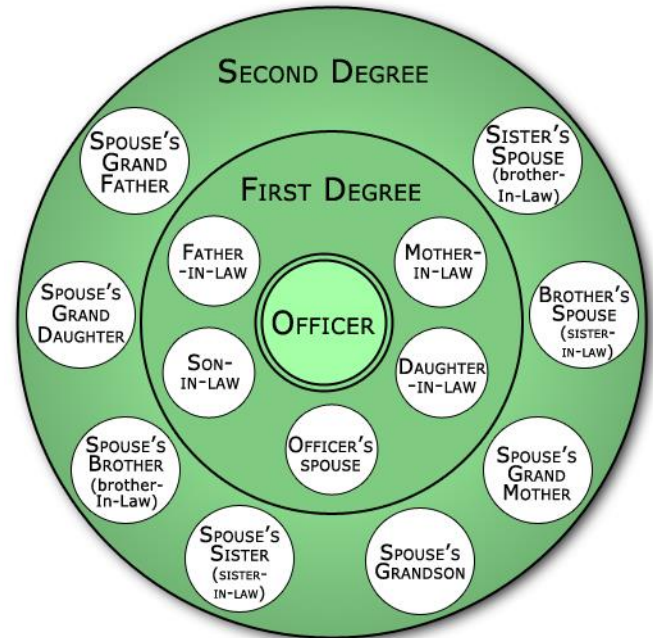 SECOND DEGREE
SPOUSE'S
GRAND
FATHER
SISTER'S
SPOUSE
(brother-
In-Law)
FIRST DEGREE
FATHER
-IN-LAW
MOTHER-
IN-LAW
SPOUSE'S
GRAND
DAUGHTER
OFFICER
BROTHER'S
SPOUSE
(SISTER-
IN-LAW)
SON-
IN-LAW
DAUGHTER
-IN-LAW
SPOUSE'S
BROTHER
(brother-
In-Law)
OFFICER'S
SPOUSE
SPOUSE'S
GRAND
MOTHER
SPOUSE'S
SISTER
(SISTER-
IN-LAW)
SPOUSE'S
GRANDSON